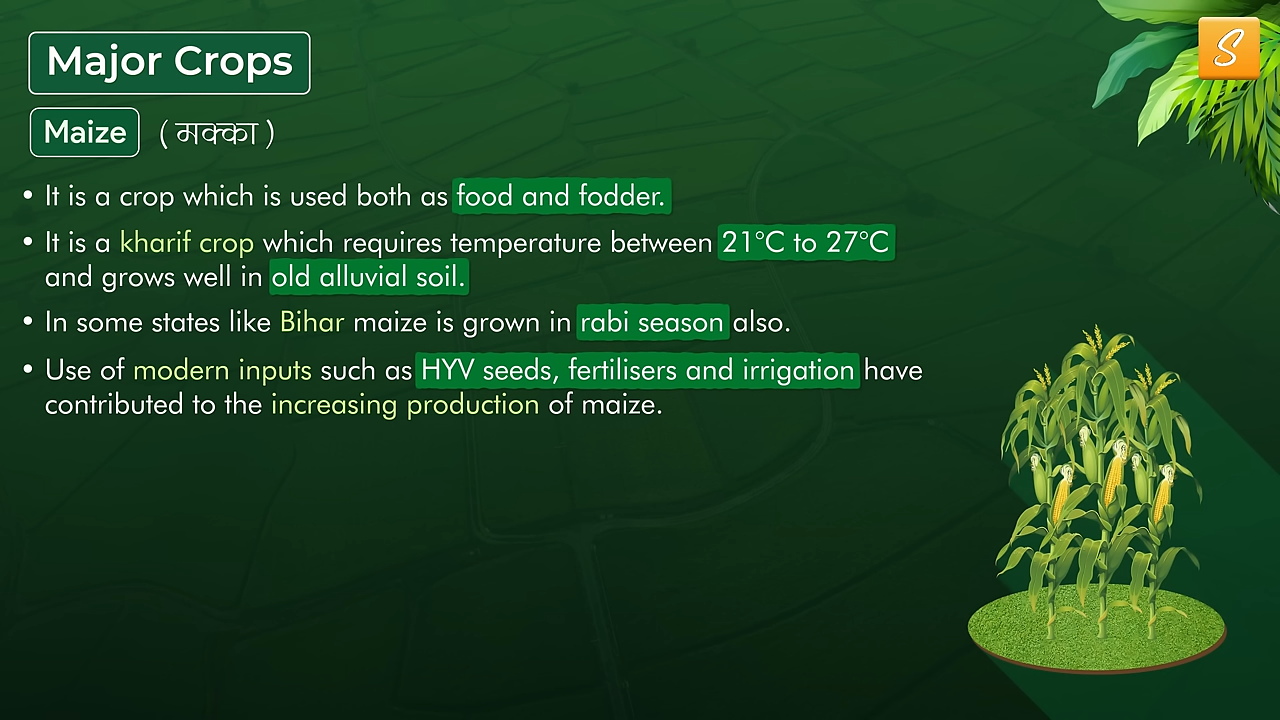 Major Crops
S
Maize ( मक्का )
• It is a crop which is used both as food and fodder.
• It is a kharif crop which requires temperature between 21°C to 27°C
and grows well in old alluvial soil.
• In some states like Bihar maize is grown in rabi season also.
• Use of modern inputs such as HYV seeds, fertilisers and irrigation have
contributed to the increasing production of maize.